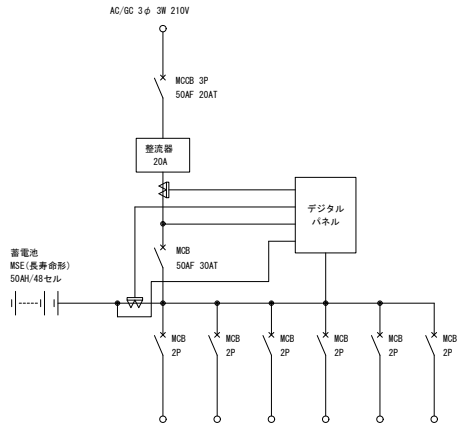 AC/GC 3φ 3W 210V
MCCB 3P
50AF 20AT
整流器
20A
デジタル
パネル
MCB
50AF 30AT
蓄電池
MSE(長寿命形)
50AH/48セル
MCB
2P
MCB
2P
MCB
2P
MCB
2P
MCB
2P
MCB
2P